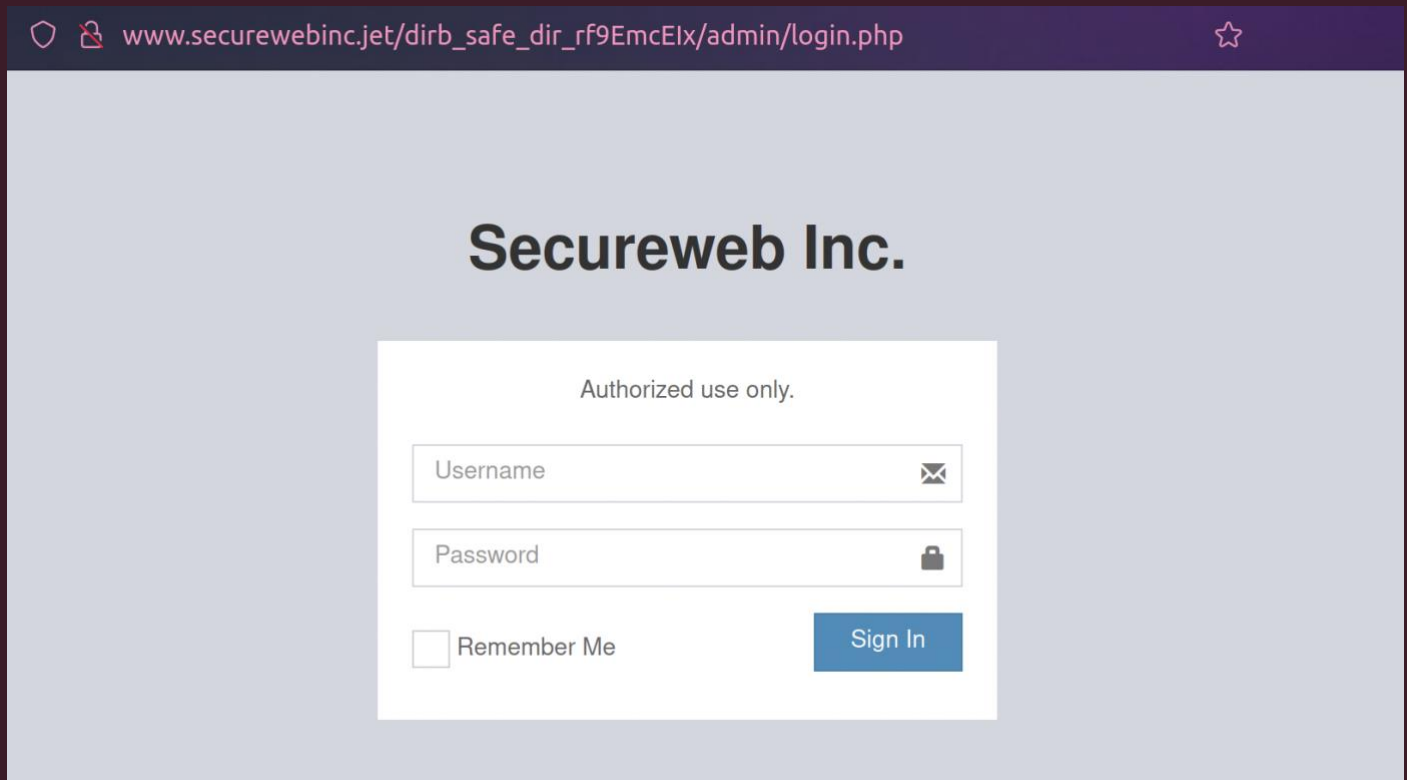 www.securewebinc.jet/dirb_safe_dir_rf9EmcEIx/admin/login.php
Secureweb Inc.
Authorized use only.
Username
Password
Remember Me
Sign In